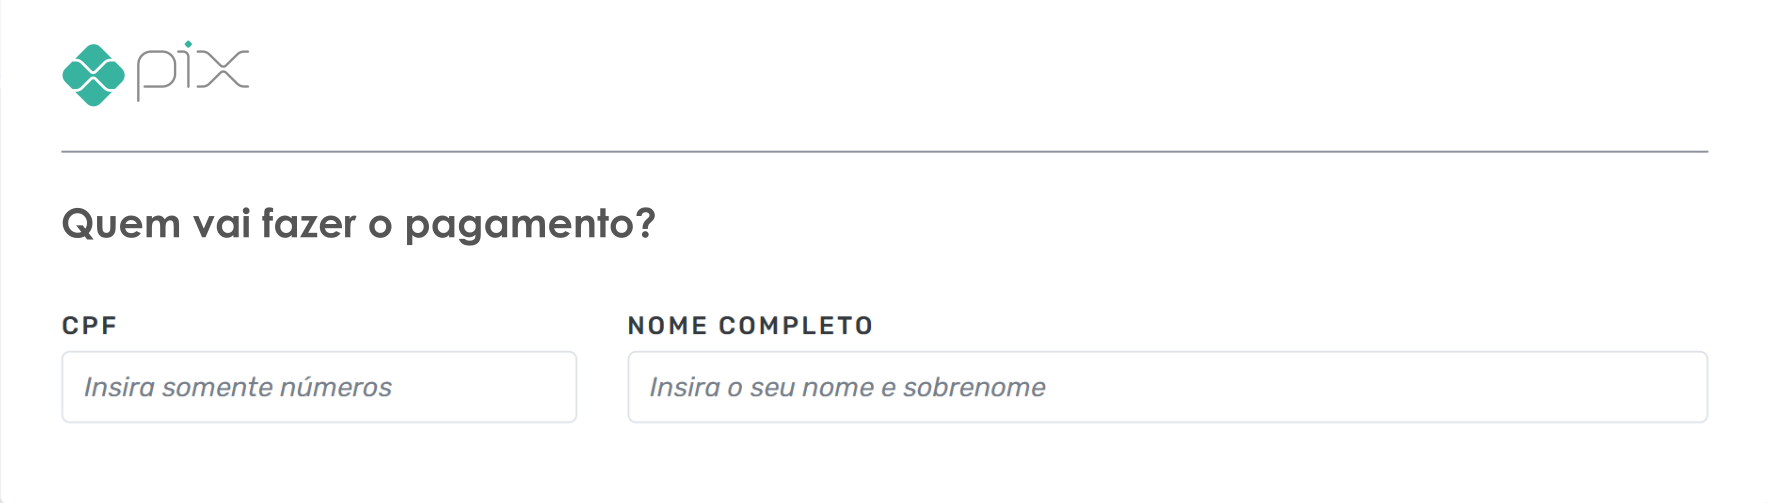 pix
Quem vai fazer o pagamento?
CPF
NOME COMPLETO
Insira somente números
Insira o seu nome e sobrenome